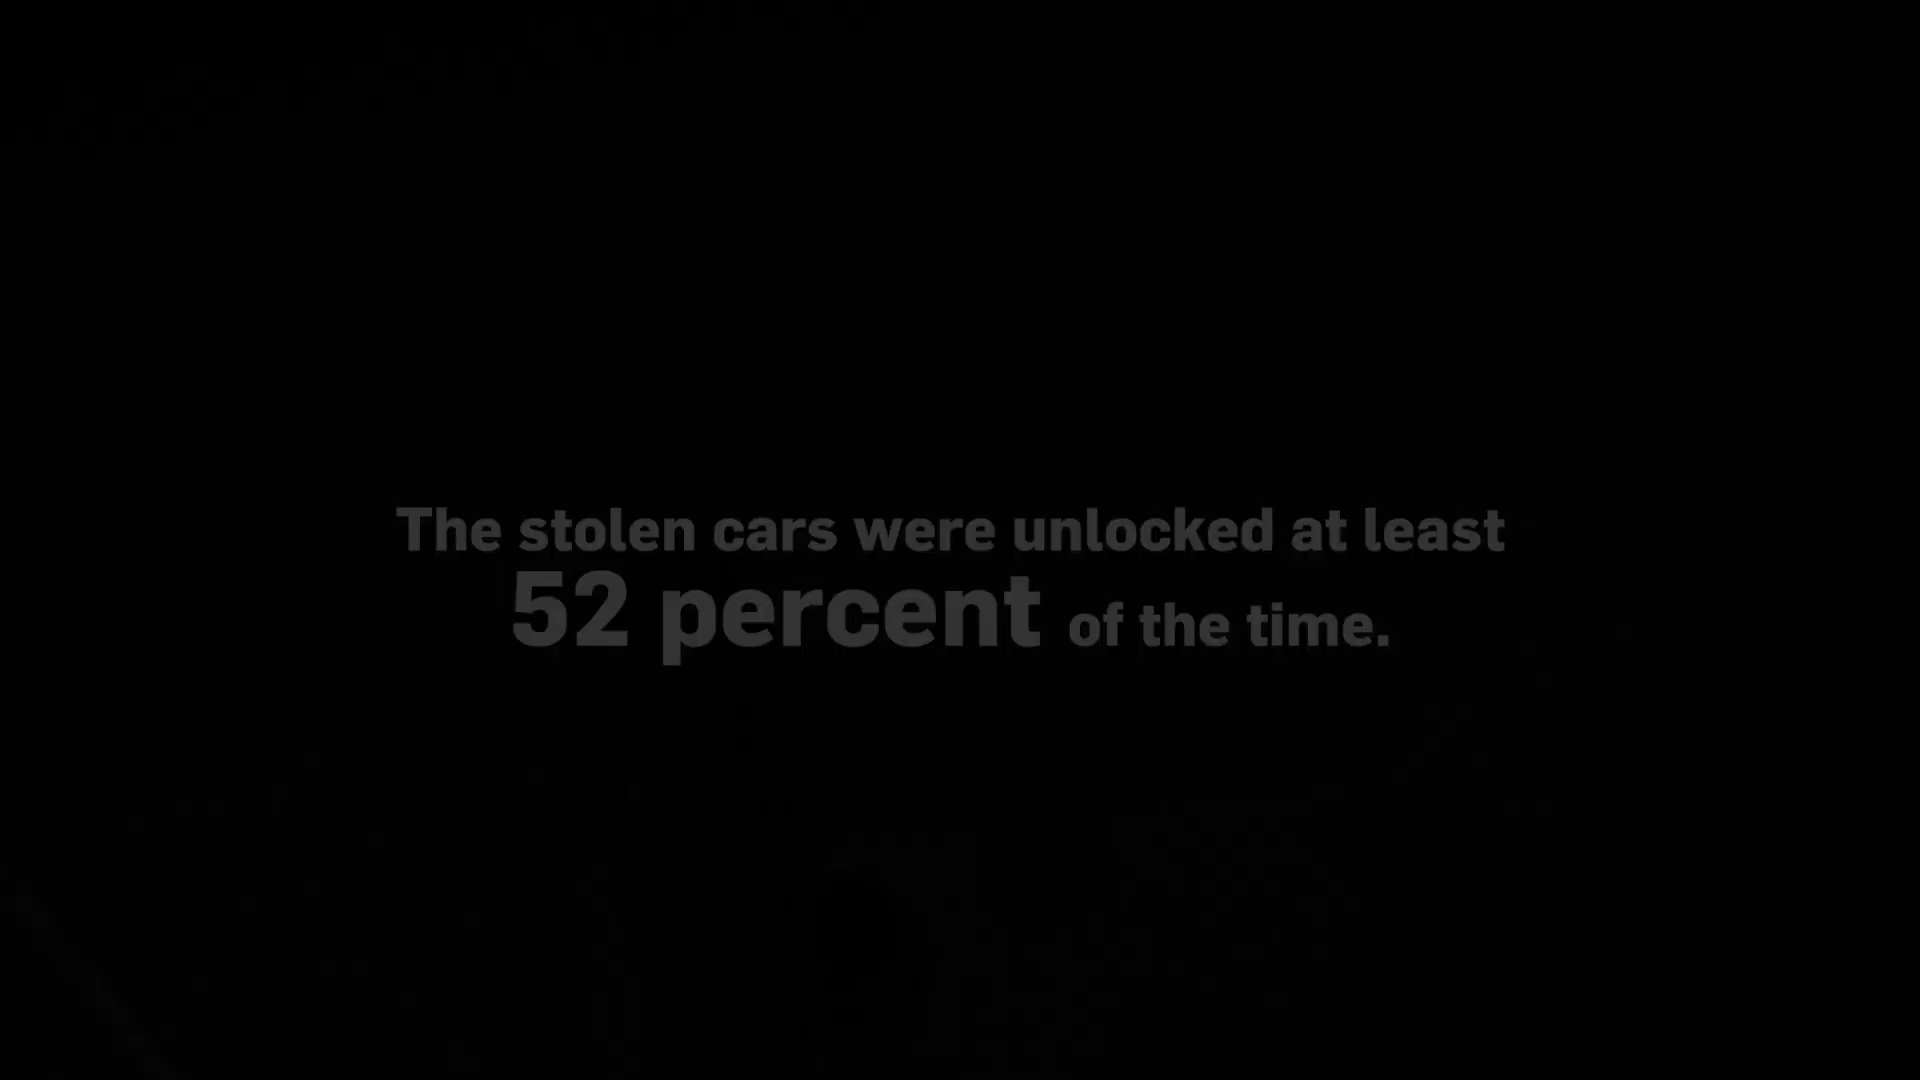 The stolen cars were unlocked at least
52 percent of the time.